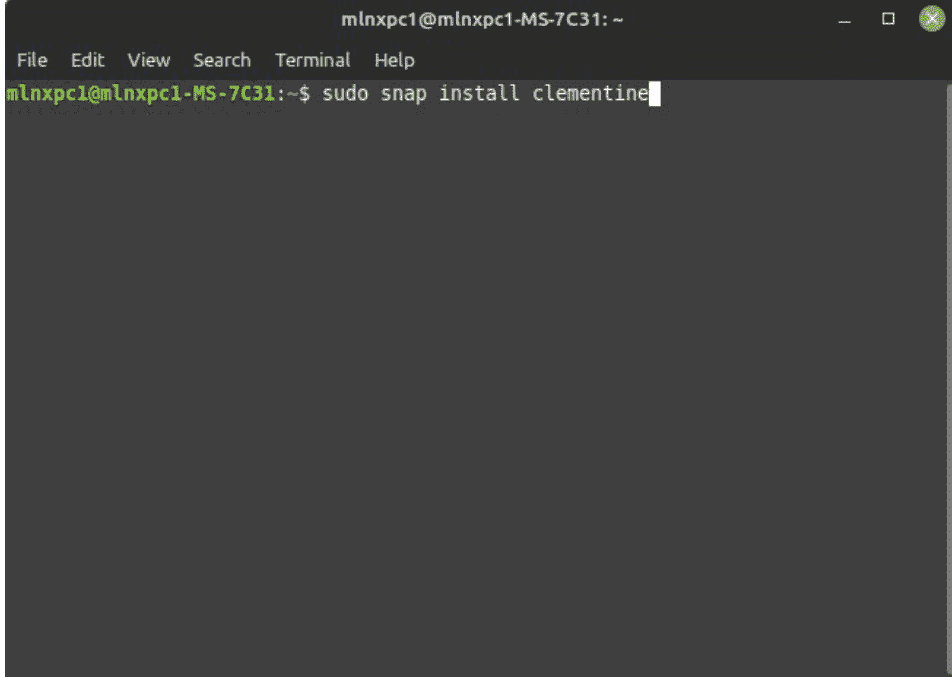 mlnxpc1@mlnxpc1-MS-7C31: ~
File Edit View Search Terminal Help
mlnxpc1@mlnxpc1-MS-7C31:~$ sudo snap install clementine